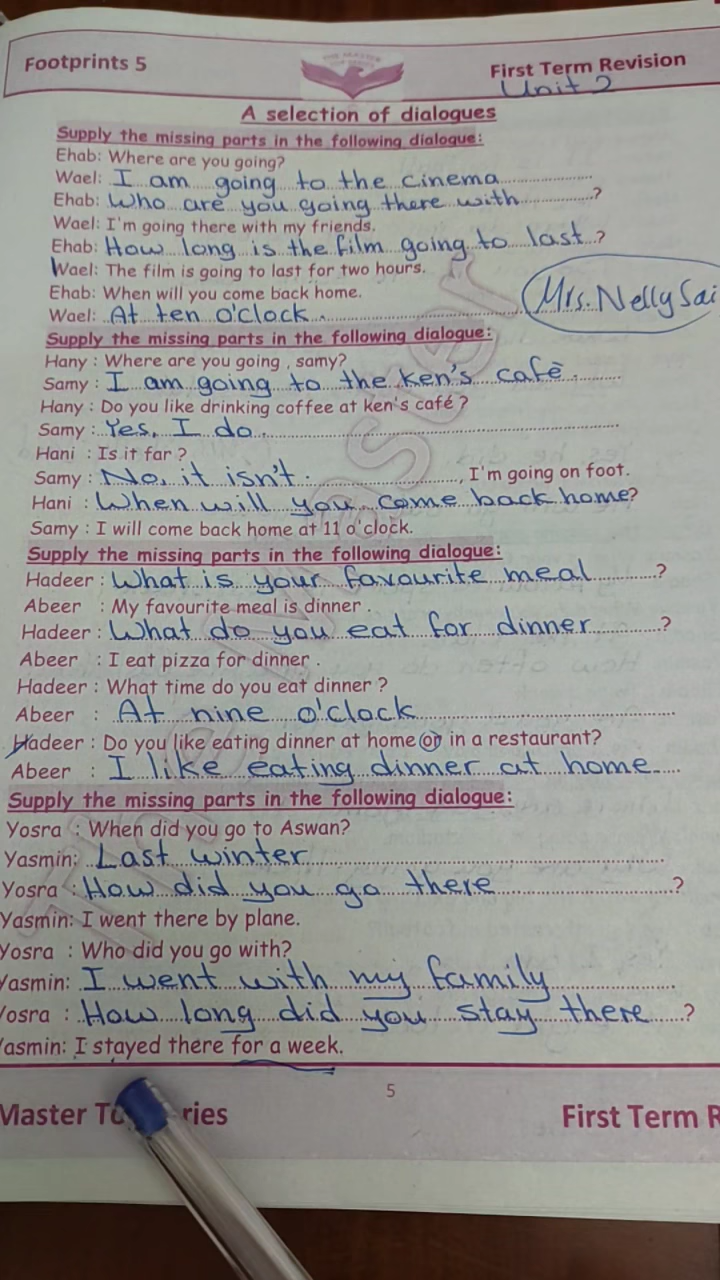 Footprints 5
First Term Revision
Unit 2
A selection of dialogues
Supply the missing parts in the following dialogue:
Ehab: Where are you going?
Wael: I am going to the cinema
Ehab: Who are you going there with ?
Wael: I'm going there with my friends.
Ehab: How long is the film going to last ?
Wael: The film is going to last for two hours.
Ehab: When will you come back home.
Wael: At ten o'clock .
Mrs. Nelly Sai
Supply the missing parts in the following dialogue:
Hany : Where are you going , samy?
Samy : I am going to the ken's cafè .
Hany : Do you like drinking coffee at ken's café ?
Samy : Yes, I do
Hani : Is it far ?
Samy : No, it isn't , I'm going on foot.
Hani : When will you come back home?
Samy : I will come back home at 11 o'clock.
Supply the missing parts in the following dialogue:
Hadeer : What is your favourite meal ?
Abeer : My favourite meal is dinner .
Hadeer : What do you eat for dinner ?
Abeer : I eat pizza for dinner .
Hadeer : What time do you eat dinner ?
Abeer : At nine o'clock
Hadeer : Do you like eating dinner at home or in a restaurant?
Abeer : I like eating dinner at home
Supply the missing parts in the following dialogue:
Yosra : When did you go to Aswan?
Yasmin: Last winter
Yosra : How did you go there ?
Yasmin: I went there by plane.
Yosra : Who did you go with?
Yasmin: I went with my family
Yosra : How long did you stay there ?
Yasmin: I stayed there for a week.
5
Master To ries
First Term R
The Master